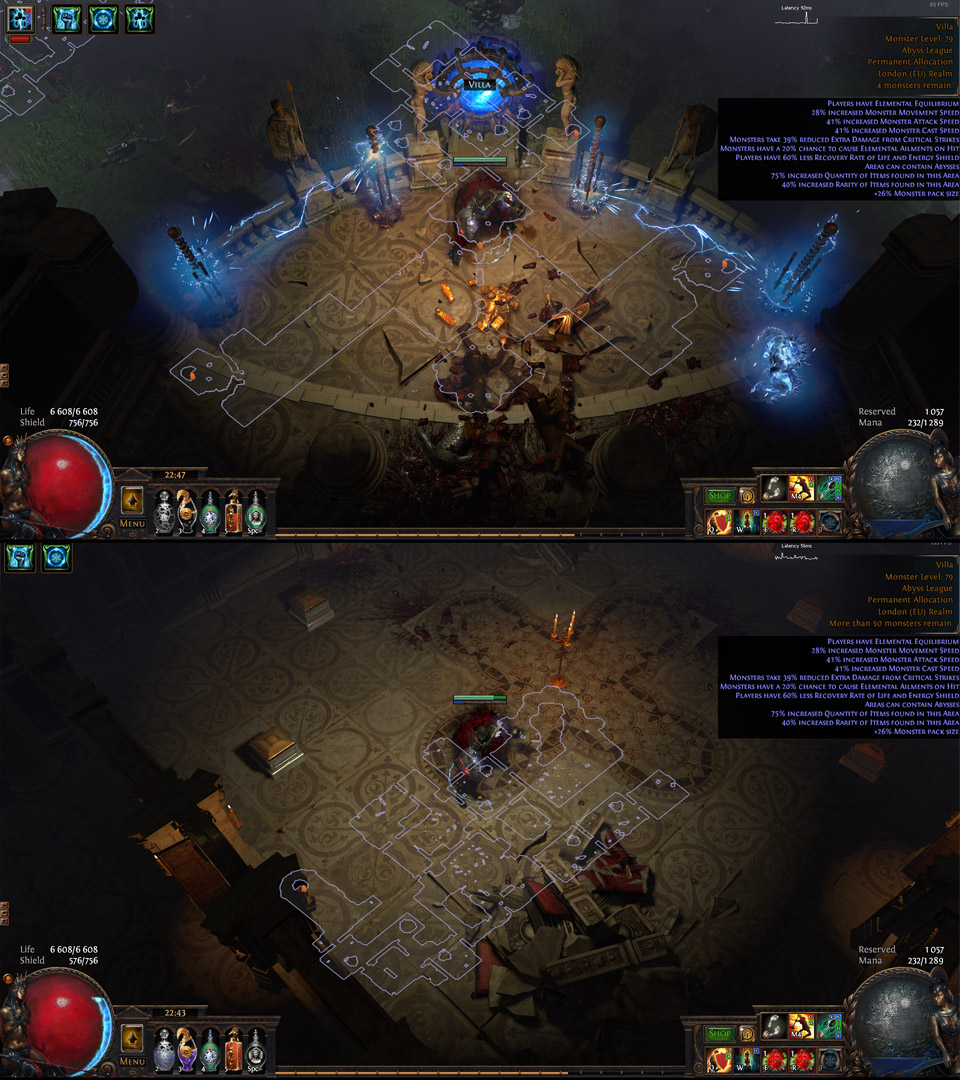 Latency 92ms
65 FPS
Villa
Monster Level: 79
Abyss League
Permanent Allocation
London (EU) Realm
4 monsters remain
Villa
Players have Elemental Equilibrium
28% increased Monster Movement Speed
41% increased Monster Attack Speed
41% increased Monster Cast Speed
Monsters take 39% reduced Extra Damage from Critical Strikes
Monsters have a 20% chance to cause Elemental Ailments on Hit
Players have 60% less Recovery Rate of Life and Energy Shield
Areas can contain Abysses
75% increased Quantity of Items found in this Area
40% increased Rarity of Items found in this Area
+26% Monster pack size
Life 6 608/6 608
Shield 756/756
Reserved 1 057
Mana 232/1 289
22:47
Menu
Shop
M4
Q
W
E
R
Latency 56ms
Villa
Monster Level: 79
Abyss League
Permanent Allocation
London (EU) Realm
More than 50 monsters remain
Players have Elemental Equilibrium
28% increased Monster Movement Speed
41% increased Monster Attack Speed
41% increased Monster Cast Speed
Monsters take 39% reduced Extra Damage from Critical Strikes
Monsters have a 20% chance to cause Elemental Ailments on Hit
Players have 60% less Recovery Rate of Life and Energy Shield
Areas can contain Abysses
75% increased Quantity of Items found in this Area
40% increased Rarity of Items found in this Area
+26% Monster pack size
Life 6 608/6 608
Shield 576/756
Reserved 1 057
Mana 232/1 289
22:43
Menu
Shop
M4
Q
W
E
R